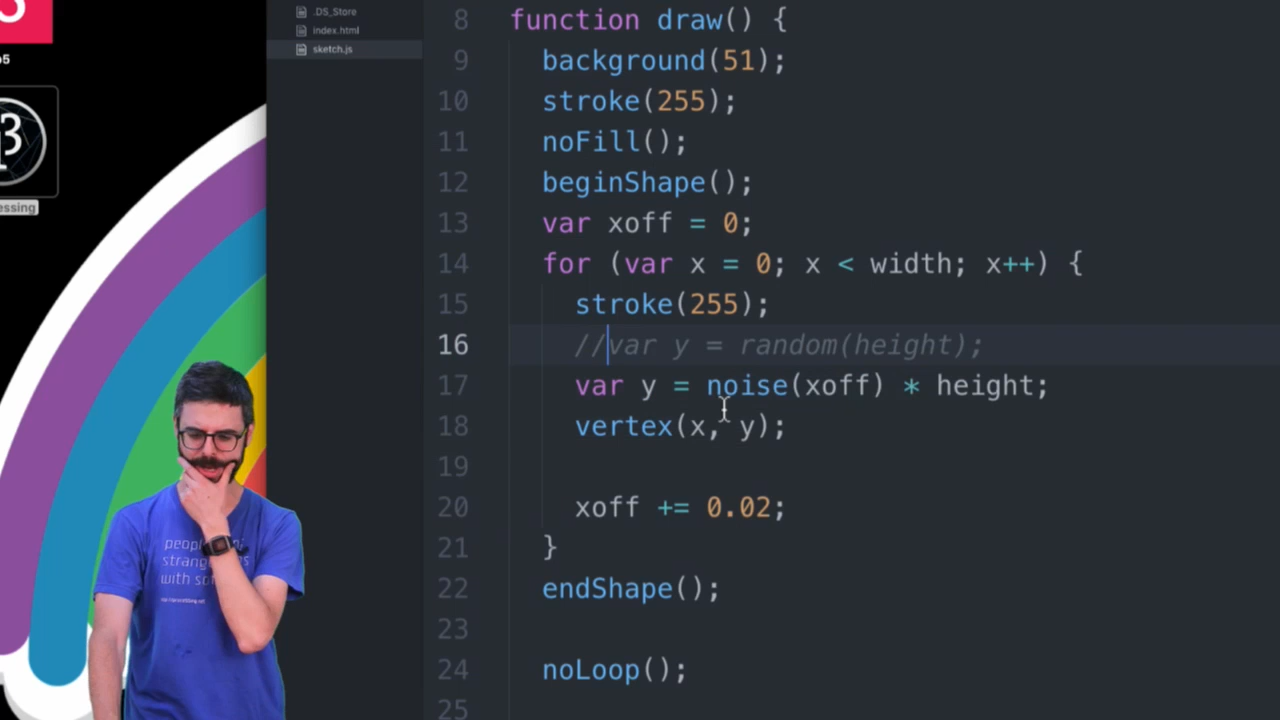 .DS_Store
index.html
sketch.js
8 function draw() {
9 background(51);
10 stroke(255);
11 noFill();
12 beginShape();
13 var xoff = 0;
14 for (var x = 0; x < width; x++) {
15 stroke(255);
16 //var y = random(height);
17 var y = noise(xoff) * height;
18 vertex(x, y);
19
20 xoff += 0.02;
21 }
22 endShape();
23
24 noLoop();
25